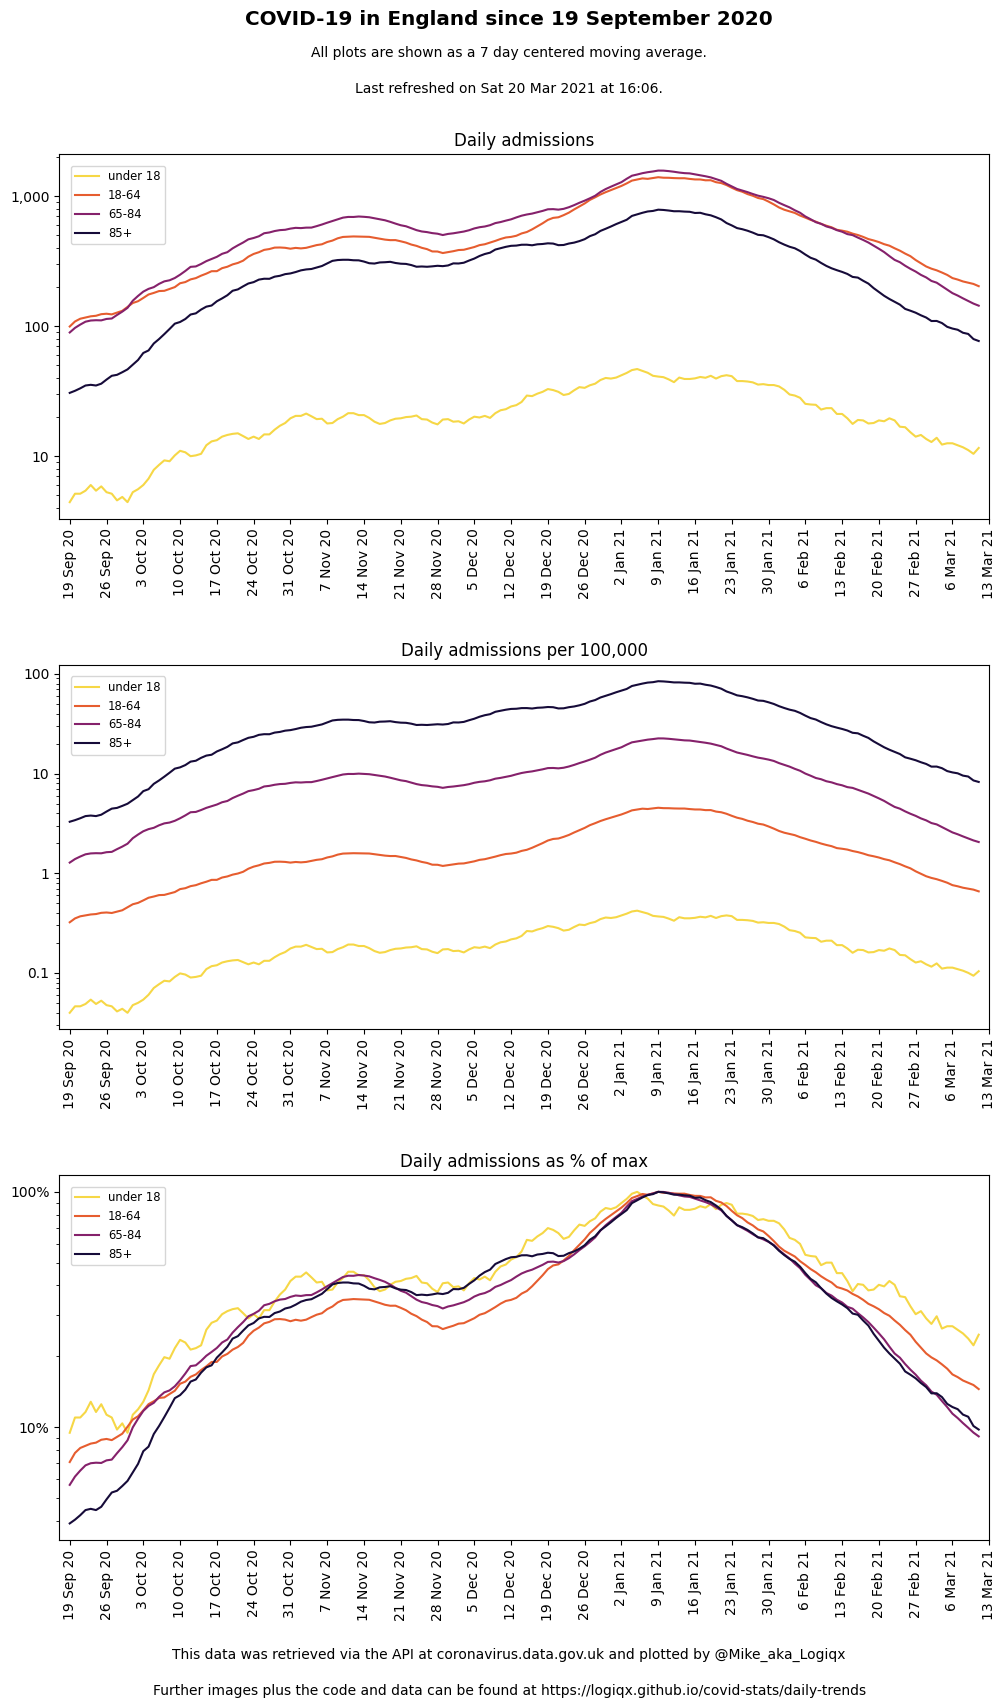 COVID-19 in England since 19 September 2020
All plots are shown as a 7 day centered moving average.
Last refreshed on Sat 20 Mar 2021 at 16:06.
Daily admissions
under 18
18-64
65-84
85+
1,000
100
10
19 Sep 20
26 Sep 20
3 Oct 20
10 Oct 20
17 Oct 20
24 Oct 20
31 Oct 20
7 Nov 20
14 Nov 20
21 Nov 20
28 Nov 20
5 Dec 20
12 Dec 20
19 Dec 20
26 Dec 20
2 Jan 21
9 Jan 21
16 Jan 21
23 Jan 21
30 Jan 21
6 Feb 21
13 Feb 21
20 Feb 21
27 Feb 21
6 Mar 21
13 Mar 21
Daily admissions per 100,000
under 18
18-64
65-84
85+
100
10
1
0.1
19 Sep 20
26 Sep 20
3 Oct 20
10 Oct 20
17 Oct 20
24 Oct 20
31 Oct 20
7 Nov 20
14 Nov 20
21 Nov 20
28 Nov 20
5 Dec 20
12 Dec 20
19 Dec 20
26 Dec 20
2 Jan 21
9 Jan 21
16 Jan 21
23 Jan 21
30 Jan 21
6 Feb 21
13 Feb 21
20 Feb 21
27 Feb 21
6 Mar 21
13 Mar 21
Daily admissions as % of max
under 18
18-64
65-84
85+
100%
10%
19 Sep 20
26 Sep 20
3 Oct 20
10 Oct 20
17 Oct 20
24 Oct 20
31 Oct 20
7 Nov 20
14 Nov 20
21 Nov 20
28 Nov 20
5 Dec 20
12 Dec 20
19 Dec 20
26 Dec 20
2 Jan 21
9 Jan 21
16 Jan 21
23 Jan 21
30 Jan 21
6 Feb 21
13 Feb 21
20 Feb 21
27 Feb 21
6 Mar 21
13 Mar 21
This data was retrieved via the API at coronavirus.data.gov.uk and plotted by @Mike_aka_Logiqx
Further images plus the code and data can be found at https://logiqx.github.io/covid-stats/daily-trends